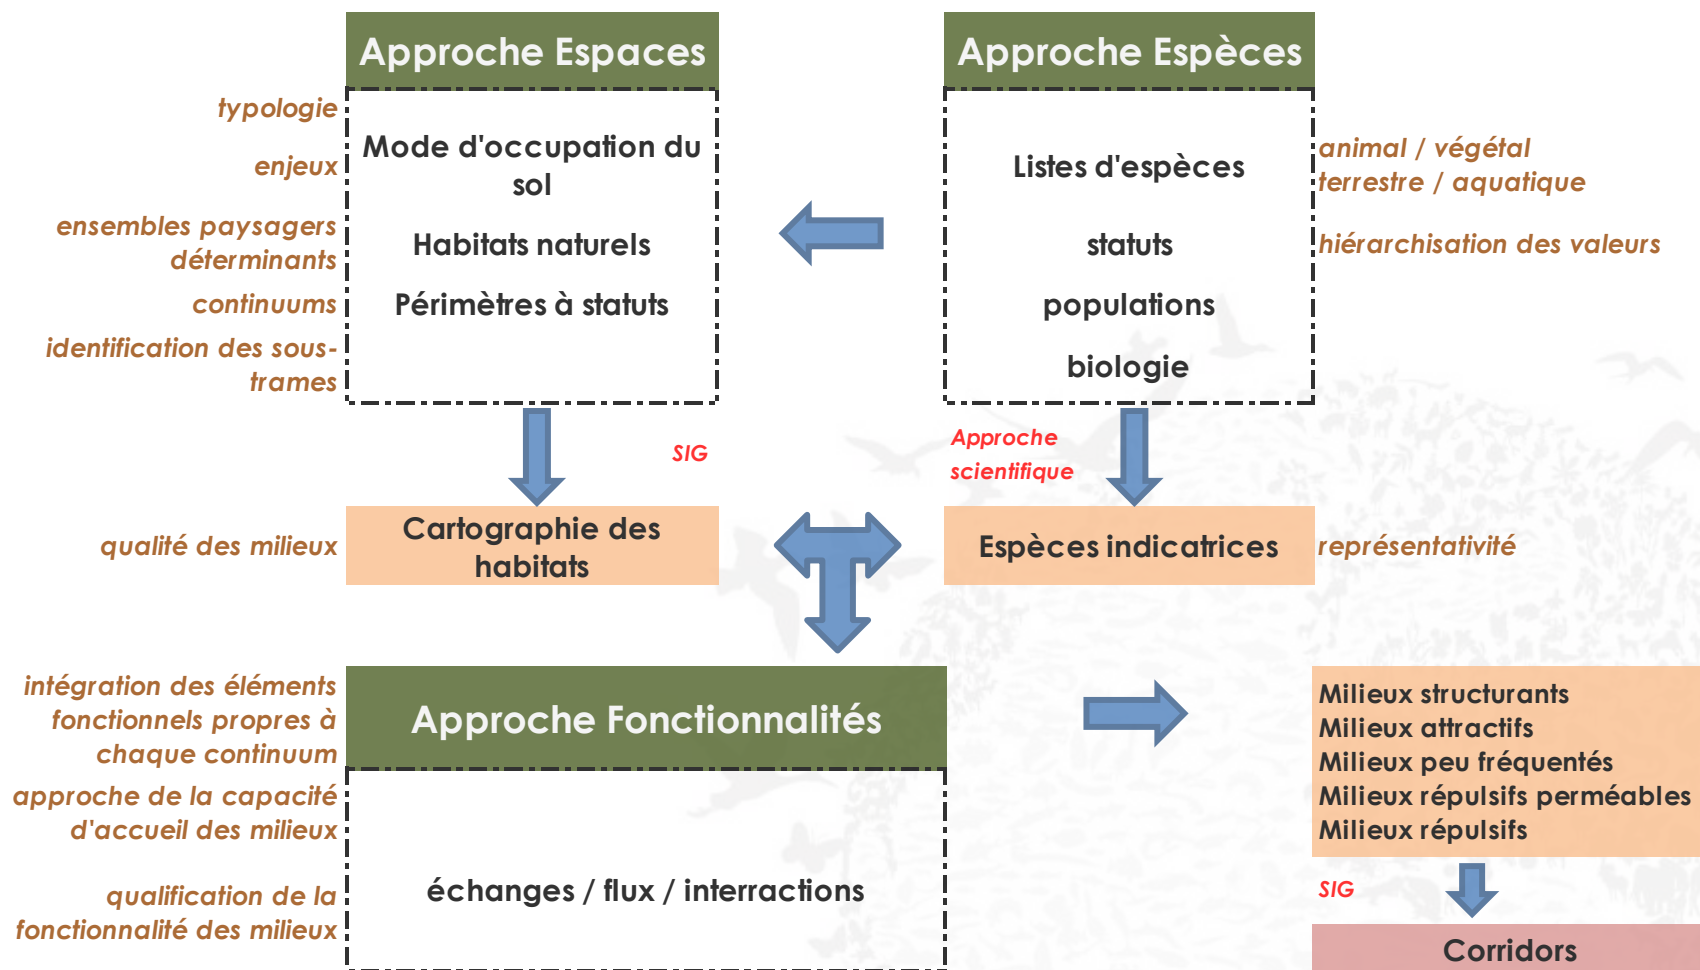 Approche Espaces
Approche Espèces
typologie
enjeux
ensembles paysagers
déterminants
continuums
identification des sous-
trames
Mode d'occupation du
sol
Habitats naturels
Périmètres à statuts
Listes d'espèces
statuts
populations
biologie
animal / végétal
terrestre / aquatique
hiérarchisation des valeurs
SIG
Approche
scientifique
qualité des milieux
Cartographie des
habitats
Espèces indicatrices
représentativité
intégration des éléments
fonctionnels propres à
chaque continuum
approche de la capacité
d'accueil des milieux
qualification de la
fonctionnalité des milieux
Approche Fonctionnalités
échanges / flux / interractions
Milieux structurants
Milieux attractifs
Milieux peu fréquentés
Milieux répulsifs perméables
Milieux répulsifs
SIG
Corridors